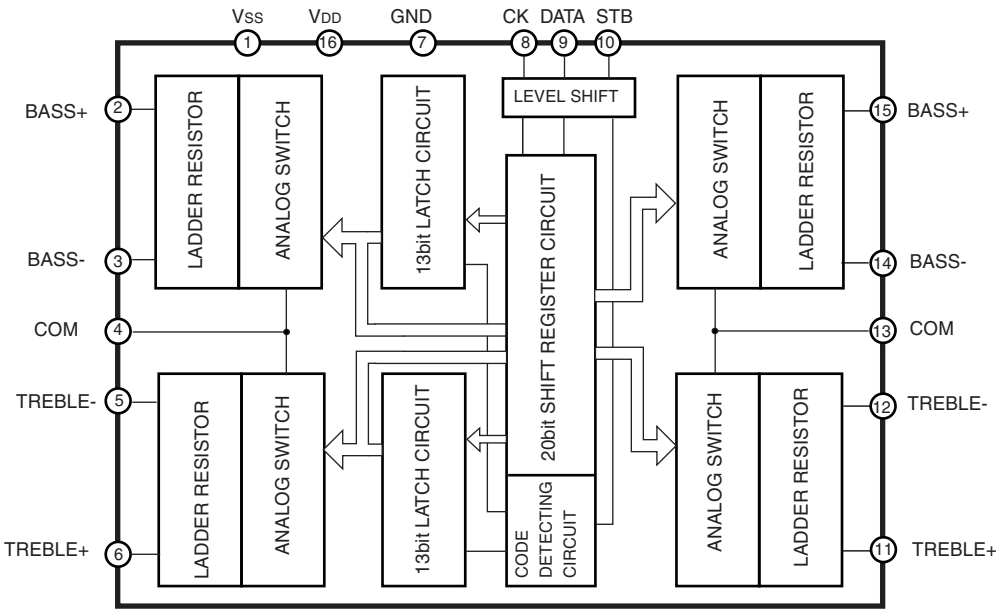 VSS VDD GND CK DATA STB
1 16 7 8 9 10
LEVEL SHIFT
BASS+ 2
15 BASS+
LADDER RESISTOR
ANALOG SWITCH
13bit LATCH CIRCUIT
20bit SHIFT REGISTER CIRCUIT
ANALOG SWITCH
LADDER RESISTOR
BASS- 3
14 BASS-
COM 4
13 COM
TREBLE- 5
12 TREBLE-
LADDER RESISTOR
ANALOG SWITCH
13bit LATCH CIRCUIT
CODE
DETECTING
CIRCUIT
ANALOG SWITCH
LADDER RESISTOR
TREBLE+ 6
11 TREBLE+